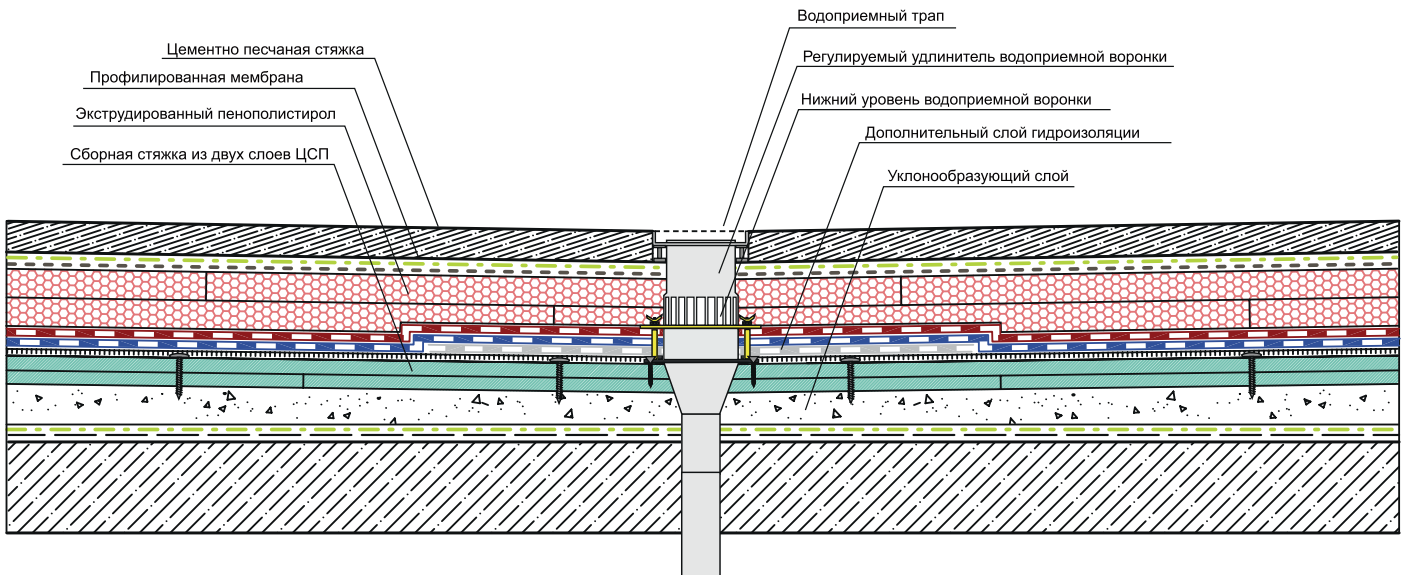 Водоприемный трап
Цементно песчаная стяжка
Регулируемый удлинитель водоприемной воронки
Профилированная мембрана
Нижний уровень водоприемной воронки
Экструдированный пенополистирол
Дополнительный слой гидроизоляции
Сборная стяжка из двух слоев ЦСП
Уклонообразующий слой